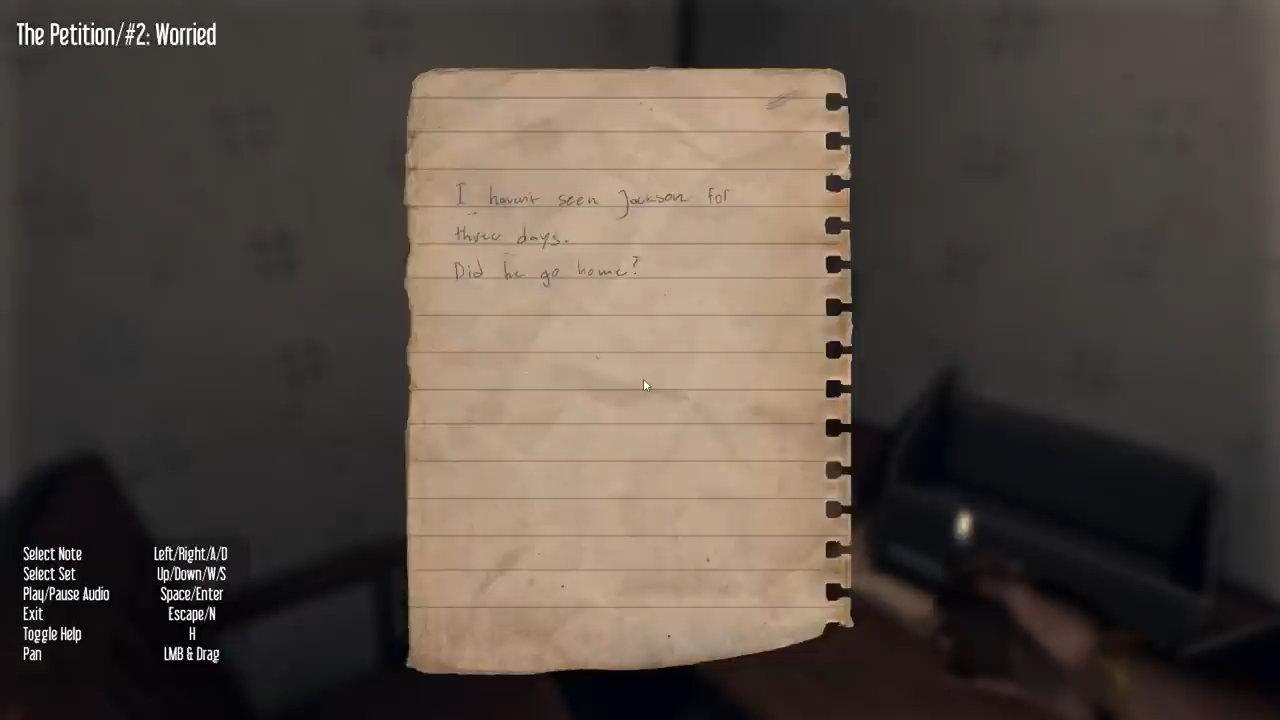 The Petition/#2: Worried
I haven't seen Jackson for
three days.
Did he go home?
Select Note Left/Right/A/D
Select Set Up/Down/W/S
Play/Pause Audio Space/Enter
Exit Escape/N
Toggle Help H
Pan LMB & Drag